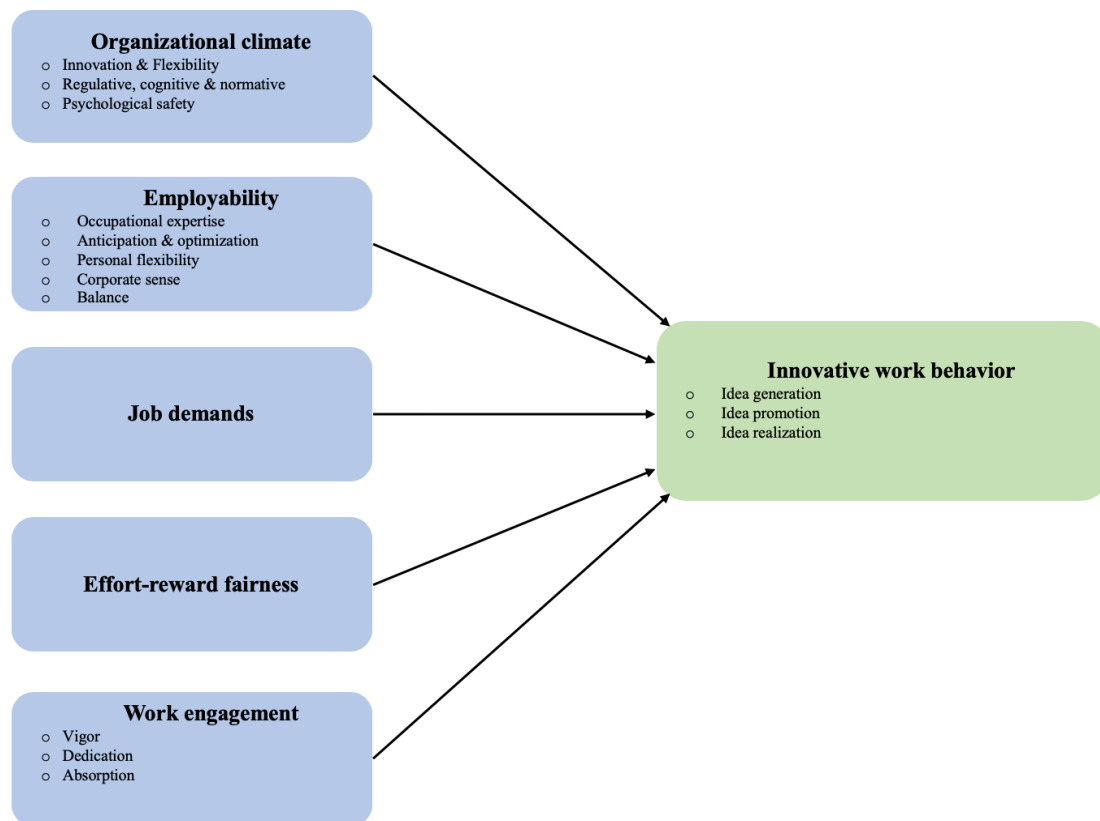 Organizational climate
o Innovation & Flexibility
o Regulative, cognitive & normative
o Psychological safety
Employability
o Occupational expertise
o Anticipation & optimization
o Personal flexibility
o Corporate sense
o Balance
Job demands
Effort-reward fairness
Work engagement
o Vigor
o Dedication
o Absorption
Innovative work behavior
o Idea generation
o Idea promotion
o Idea realization